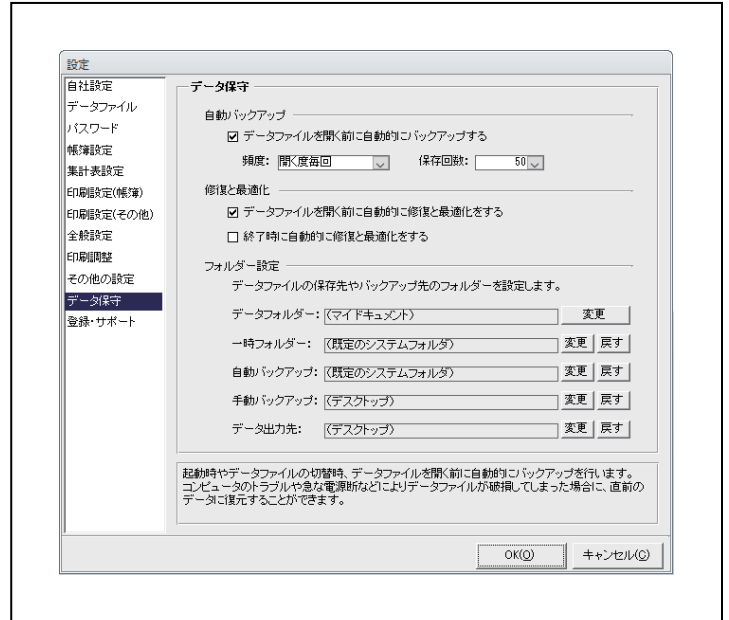 設定
自社設定
データファイル
パスワード
帳簿設定
集計表設定
印刷設定(帳簿)
印刷設定(その他)
全般設定
印刷調整
その他の設定
データ保守
登録・サポート
データ保守
自動バックアップ
データファイルを開く前に自動的にバックアップする
頻度: 開く度毎回 保存回数: 50
修復と最適化
データファイルを開く前に自動的に修復と最適化をする
終了時に自動的に修復と最適化をする
フォルダー設定
データファイルの保存先やバックアップ先のフォルダーを設定します。
データフォルダー: (マイドキュメント) 変更
一時フォルダー: (既定のシステムフォルダ) 変更 戻す
自動バックアップ: (既定のシステムフォルダ) 変更 戻す
手動バックアップ: (デスクトップ) 変更 戻す
データ出力先: (デスクトップ) 変更 戻す
起動時やデータファイルの切替時、データファイルを開く前に自動的にバックアップを行います。
コンピュータのトラブルや急な電源断などによりデータファイルが破損してしまった場合に、直前の
データに復元することができます。
OK(O) キャンセル(C)